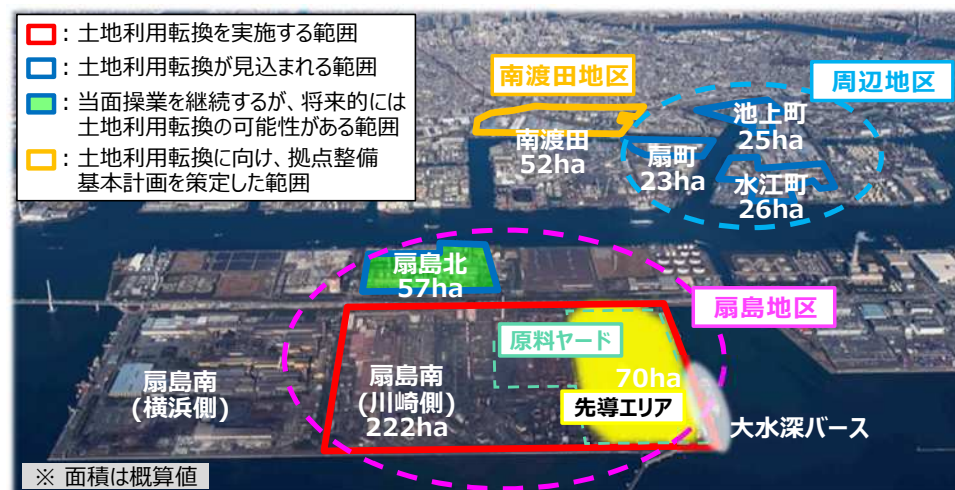 ：土地利用転換を実施する範囲
：土地利用転換が見込まれる範囲
：当面操業を継続するが、将来的には
土地利用転換の可能性がある範囲
：土地利用転換に向け、拠点整備
基本計画を策定した範囲
南渡田地区
周辺地区
南渡田
52ha
池上町
25ha
扇町
23ha
水江町
26ha
扇島北
57ha
扇島地区
原料ヤード
70ha
先導エリア
扇島南
(横浜側)
扇島南
(川崎側)
222ha
大水深バース
※ 面積は概算値